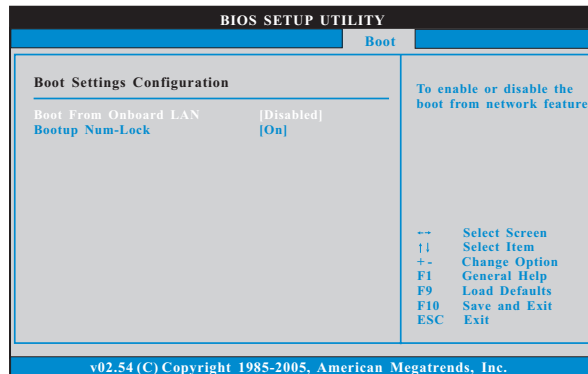 BIOS SETUP UTILITY
Boot
Boot Settings Configuration
Boot From Onboard LAN [Disabled]
Bootup Num-Lock [On]
To enable or disable the
boot from network feature
←→ Select Screen
↑↓ Select Item
+- Change Option
F1 General Help
F9 Load Defaults
F10 Save and Exit
ESC Exit
v02.54 (C) Copyright 1985-2005, American Megatrends, Inc.